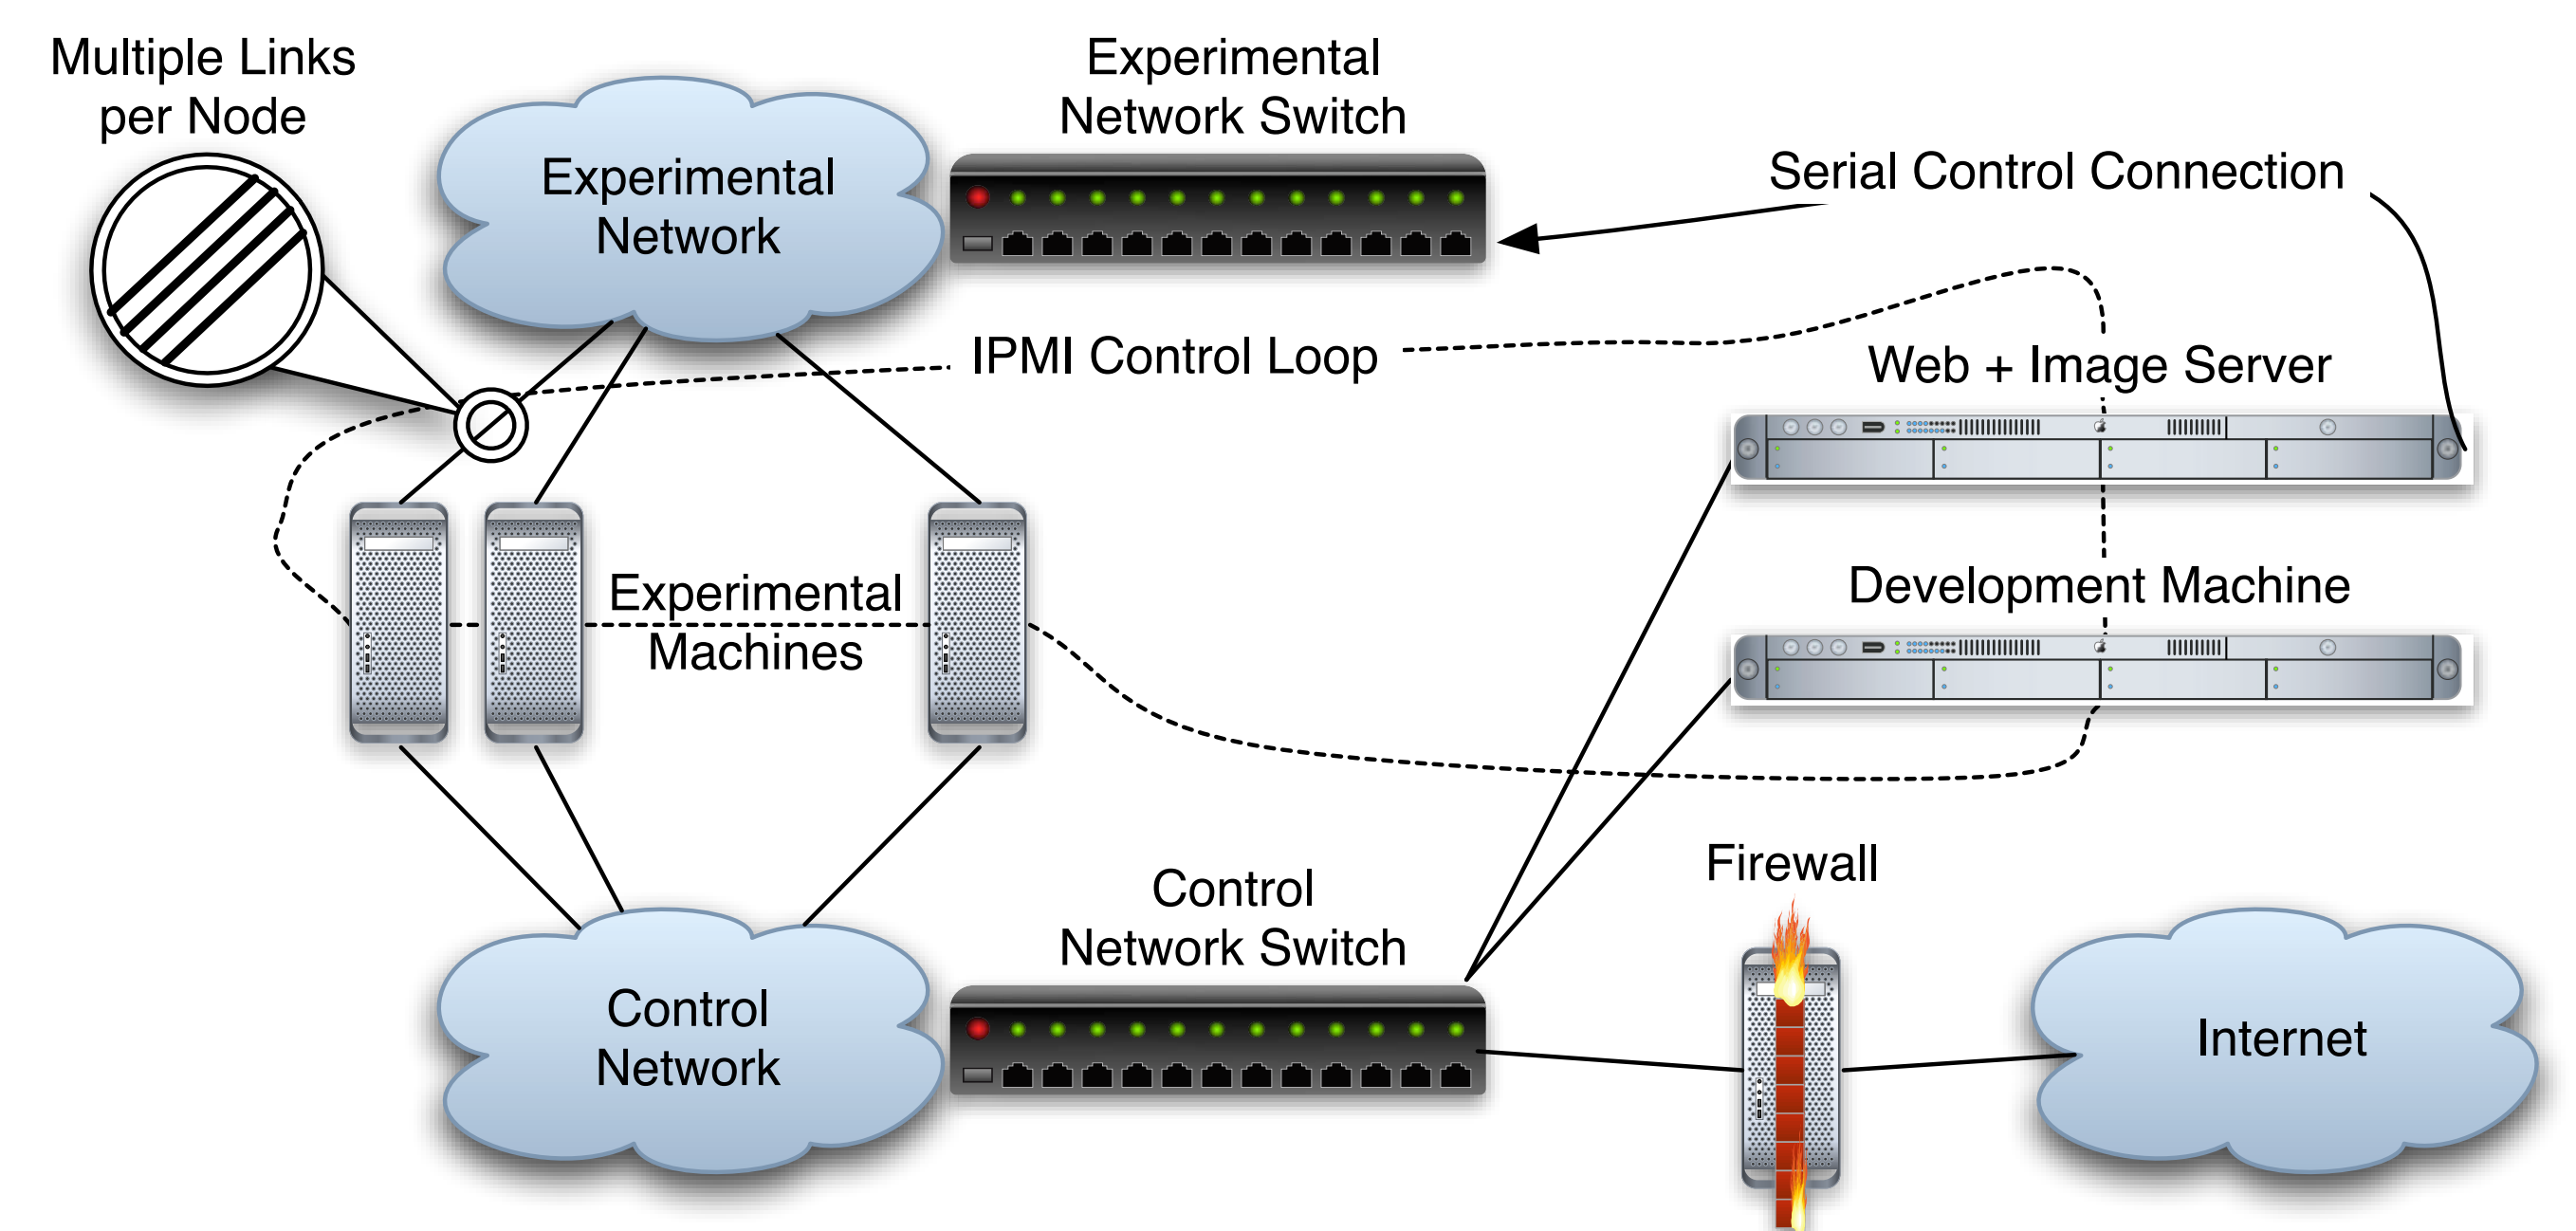 Multiple Links
per Node
Experimental
Network
Experimental
Network Switch
Serial Control Connection
IPMI Control Loop
Web + Image Server
Experimental
Machines
Development Machine
Control
Network
Control
Network Switch
Firewall
Internet